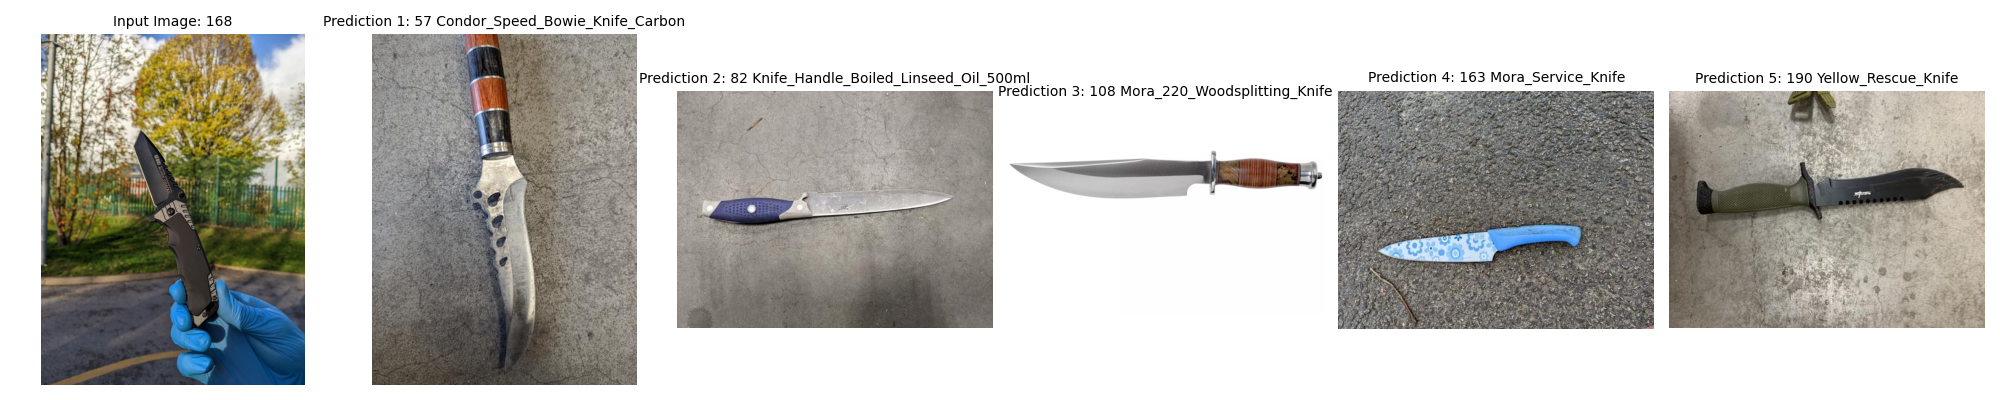 Input Image: 168
Prediction 1: 57 Condor_Speed_Bowie_Knife_Carbon
Prediction 2: 82 Knife_Handle_Boiled_Linseed_Oil_500ml
Prediction 3: 108 Mora_220_Woodsplitting_Knife
Prediction 4: 163 Mora_Service_Knife
Prediction 5: 190 Yellow_Rescue_Knife